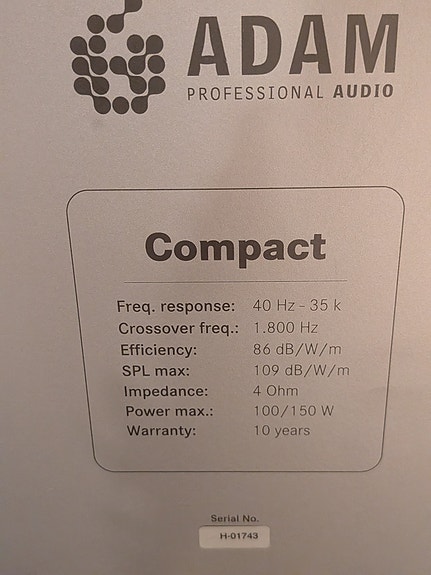 ADAM
PROFESSIONAL AUDIO
Compact
Freq. response: 40 Hz - 35 k
Crossover freq.: 1.800 Hz
Efficiency: 86 dB/W/m
SPL max: 109 dB/W/m
Impedance: 4 Ohm
Power max.: 100/150 W
Warranty: 10 years
Serial No.
H-01743